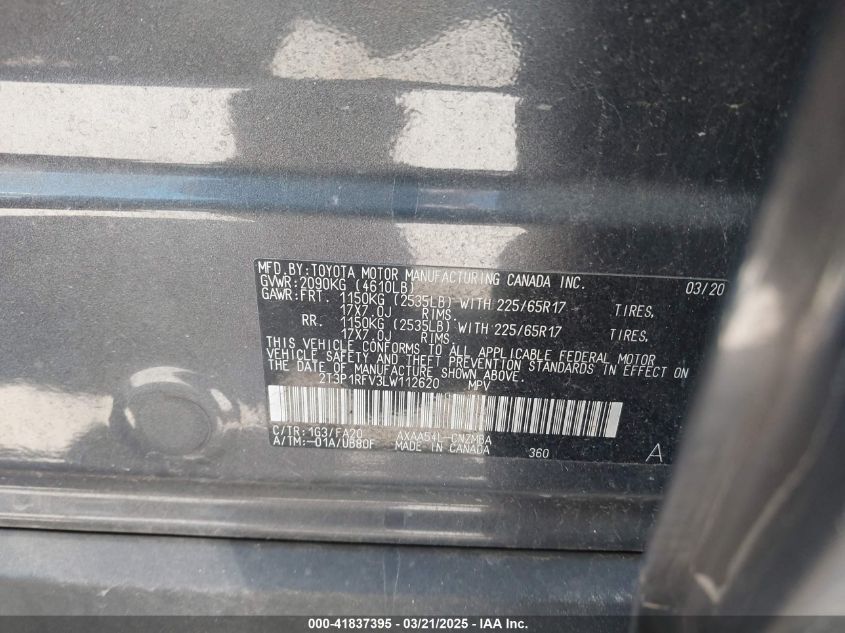 MFD.BY:TOYOTA MOTOR MANUFACTURING CANADA INC. 03/20
GVWR:2090KG (4610LB)
GAWR:FRT. 1150KG (2535LB) WITH 225/65R17 TIRES,
17X7.0J RIMS,
RR. 1150KG (2535LB) WITH 225/65R17 TIRES,
17X7.0J RIMS.
THIS VEHICLE CONFORMS TO ALL APPLICABLE FEDERAL MOTOR
VEHICLE SAFETY AND THEFT PREVENTION STANDARDS IN EFFECT ON
THE DATE OF MANUFACTURE SHOWN ABOVE.
2T3P1RFV3LW112620 MPV
C/TR:1G3/FA20 AXAA54L-CNZMBA
A/TM:-01A/UB80F MADE IN CANADA 360 A
000-41837395 - 03/21/2025 - IAA Inc.